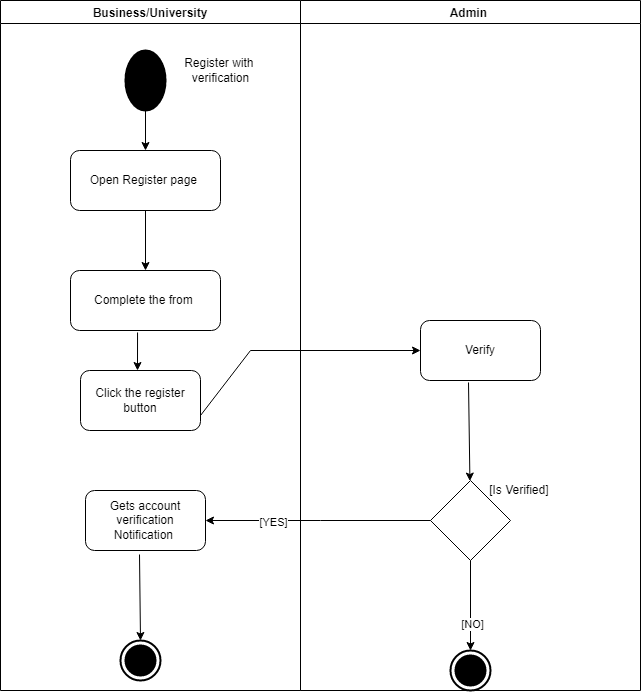 Business/University
Admin
Register with
verification
Open Register page
Complete the from
Click the register
button
Verify
[Is Verified]
Gets account
verification
Notification
[YES]
[NO]